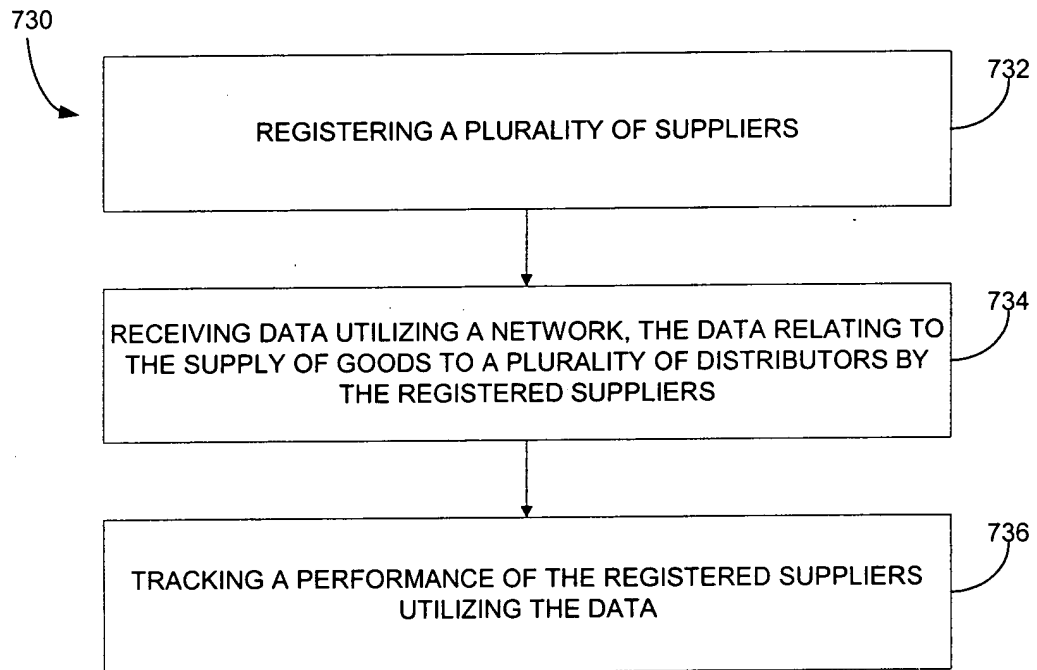 730
732
REGISTERING A PLURALITY OF SUPPLIERS
734
RECEIVING DATA UTILIZING A NETWORK, THE DATA RELATING TO
THE SUPPLY OF GOODS TO A PLURALITY OF DISTRIBUTORS BY
THE REGISTERED SUPPLIERS
736
TRACKING A PERFORMANCE OF THE REGISTERED SUPPLIERS
UTILIZING THE DATA